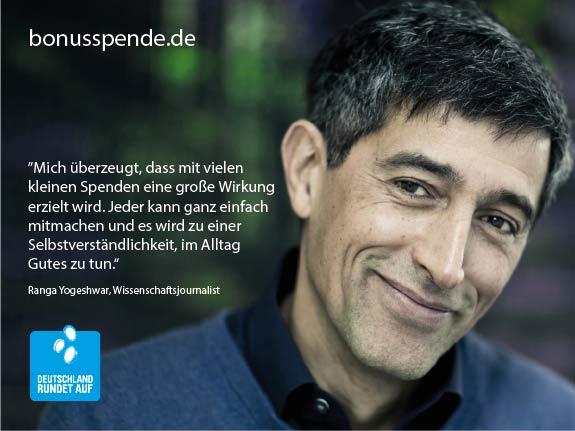 bonusspende.de
”Mich überzeugt, dass mit vielen
kleinen Spenden eine große Wirkung
erzielt wird. Jeder kann ganz einfach
mitmachen und es wird zu einer
Selbstverständlichkeit, im Alltag
Gutes zu tun.“
Ranga Yogeshwar, Wissenschaftsjournalist
DEUTSCHLAND
RUNDET AUF